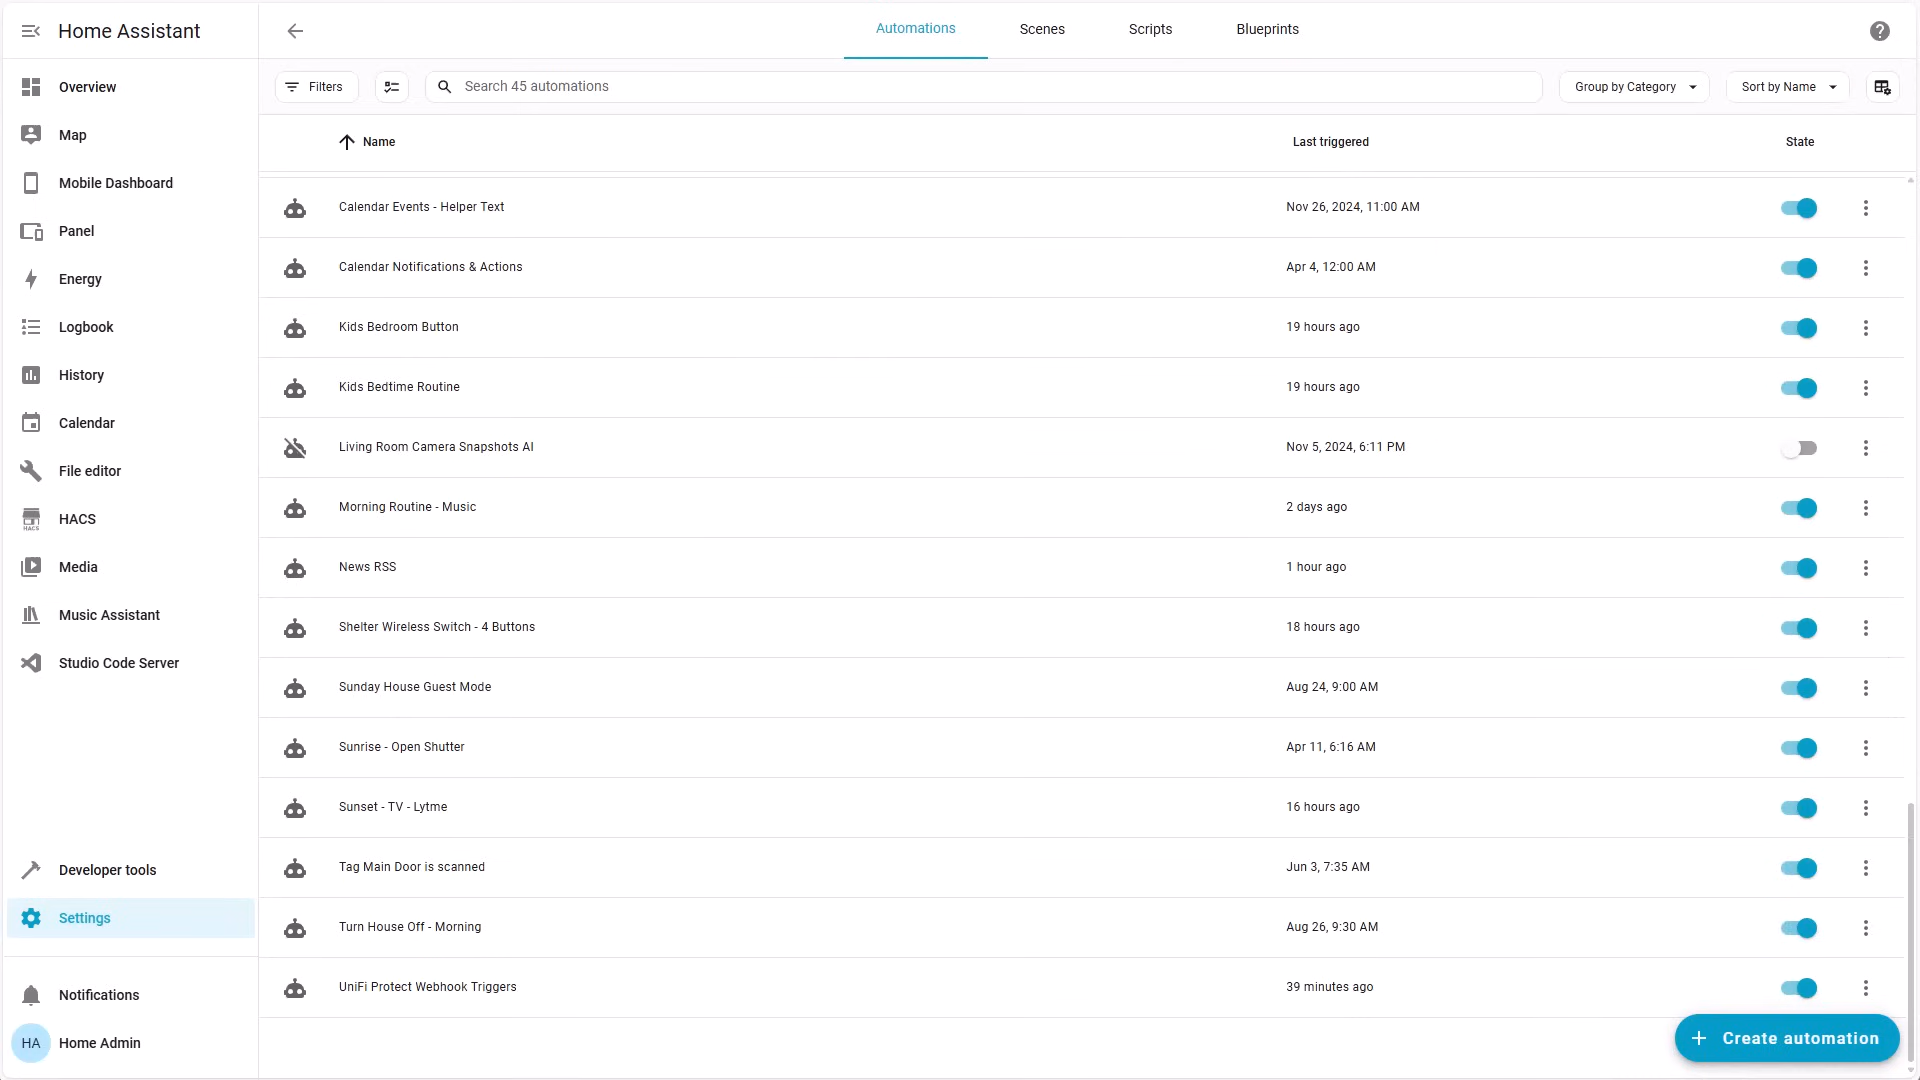 Home Assistant
Overview
Map
Mobile Dashboard
Panel
Energy
Logbook
History
Calendar
File editor
HACS
HACS
Media
Music Assistant
Studio Code Server
Developer tools
Settings
Notifications
HA
Home Admin
Automations
Scenes
Scripts
Blueprints
Filters
Search 45 automations
Group by Category
Sort by Name
Name
Last triggered
State
Calendar Events - Helper Text
Nov 26, 2024, 11:00 AM
Calendar Notifications & Actions
Apr 4, 12:00 AM
Kids Bedroom Button
19 hours ago
Kids Bedtime Routine
19 hours ago
Living Room Camera Snapshots AI
Nov 5, 2024, 6:11 PM
Morning Routine - Music
2 days ago
News RSS
1 hour ago
Shelter Wireless Switch - 4 Buttons
18 hours ago
Sunday House Guest Mode
Aug 24, 9:00 AM
Sunrise - Open Shutter
Apr 11, 6:16 AM
Sunset - TV - Lytme
16 hours ago
Tag Main Door is scanned
Jun 3, 7:35 AM
Turn House Off - Morning
Aug 26, 9:30 AM
UniFi Protect Webhook Triggers
39 minutes ago
Create automation